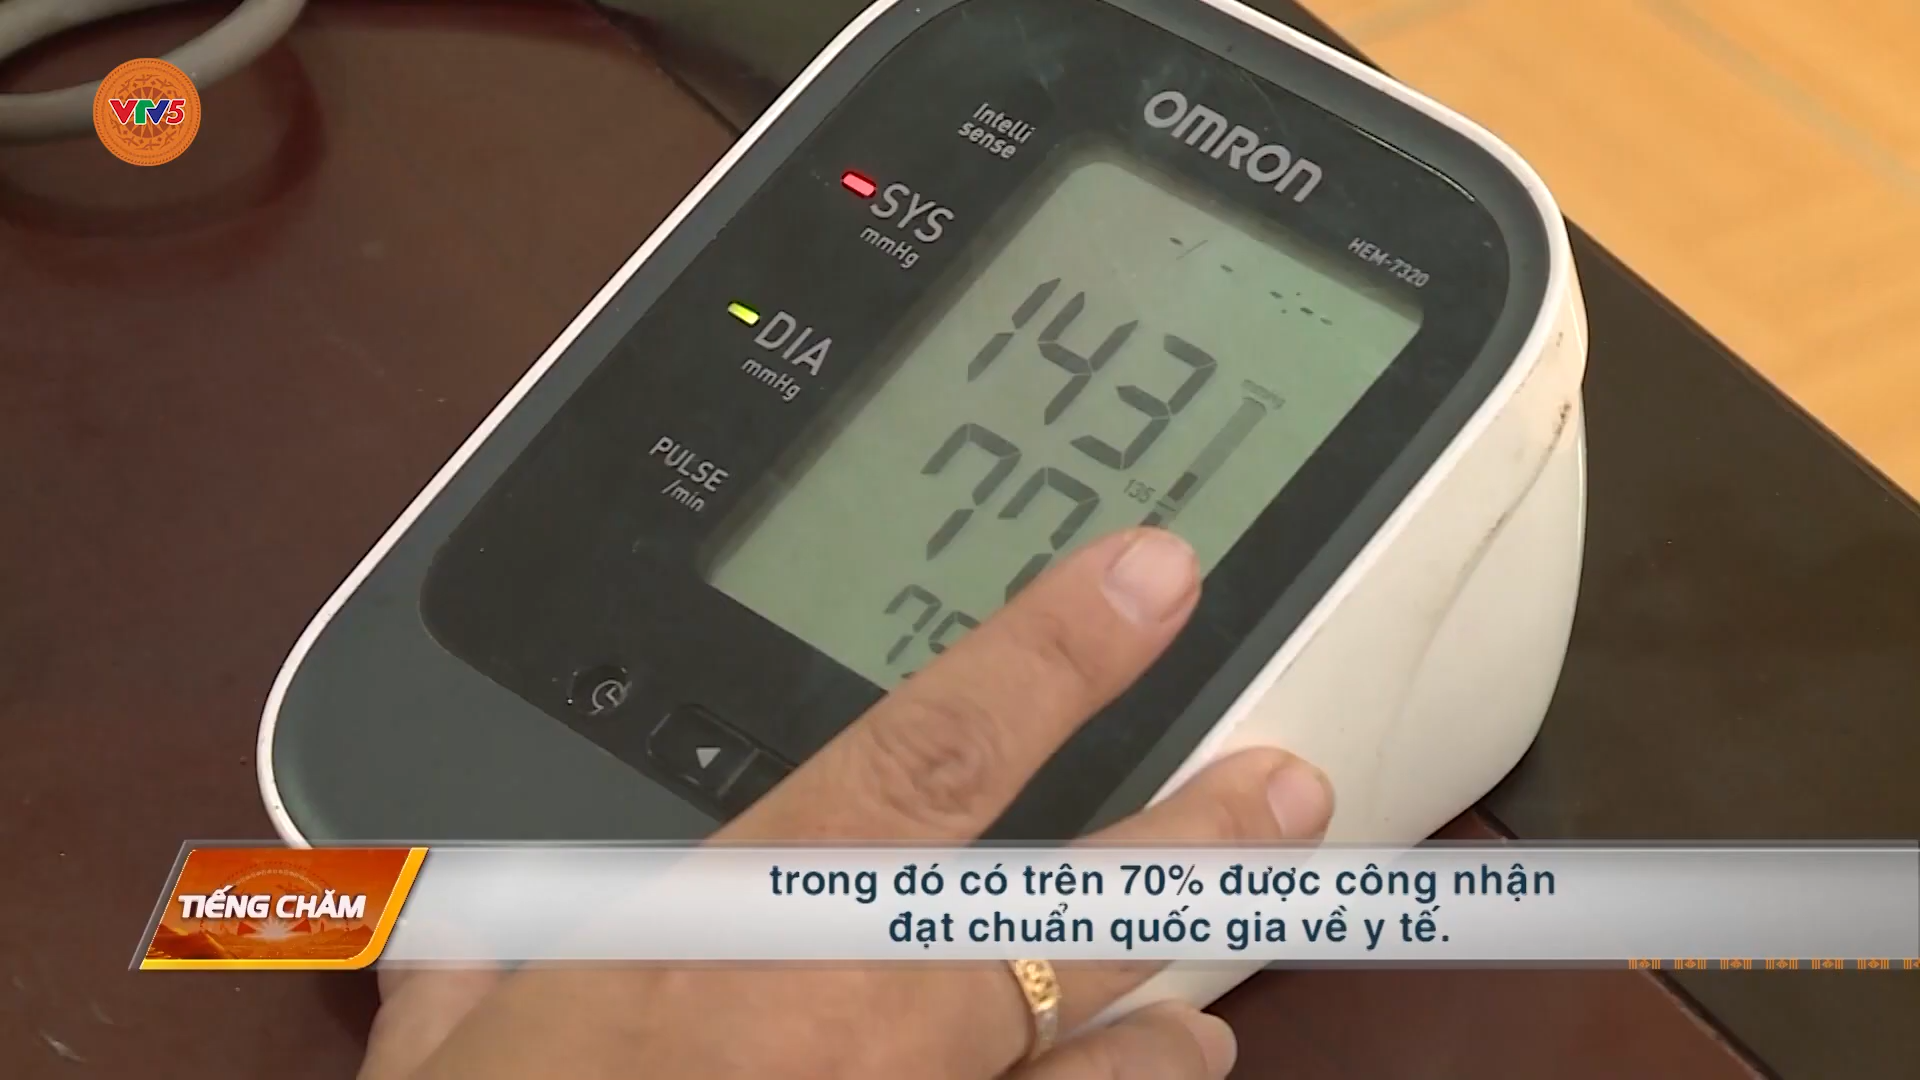 VTV5
OMRON
Intelli
sense
HEM-7320
SYS
mmHg
143
DIA
mmHg
77
135
PULSE
/min
TIẾNG CHĂM
trong đó có trên 70% được công nhận
đạt chuẩn quốc gia về y tế.